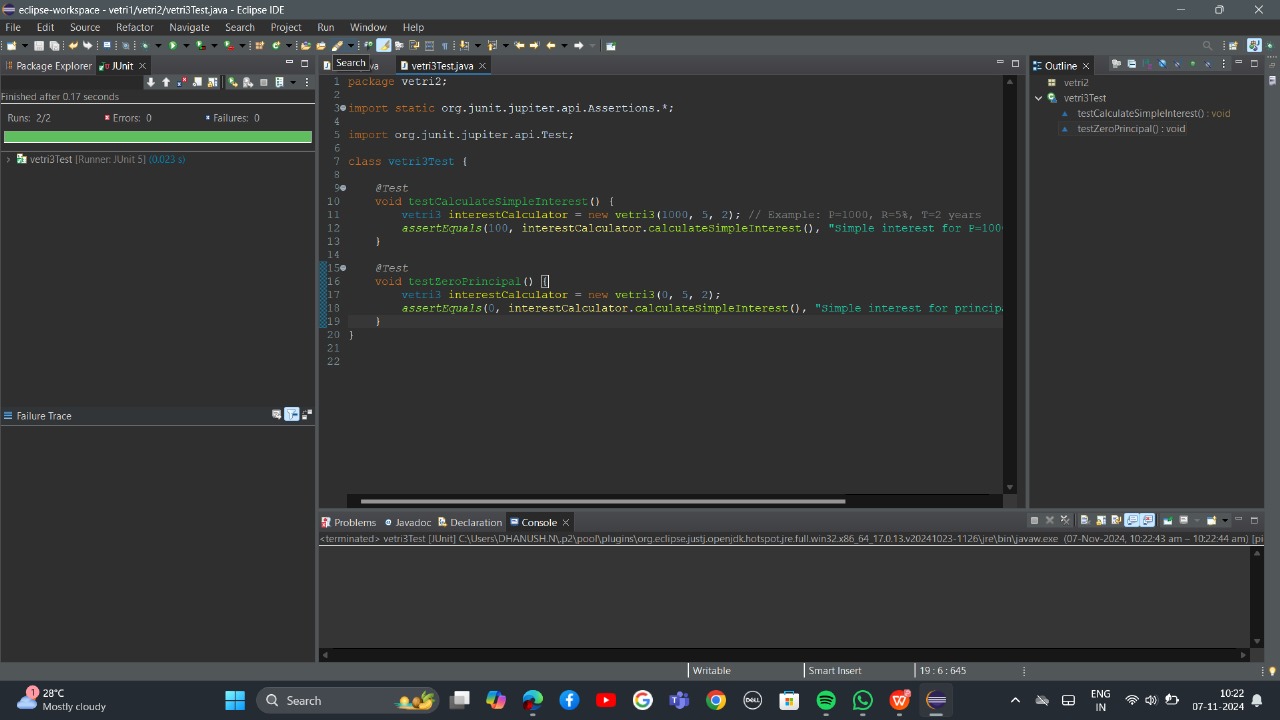 eclipse-workspace - vetri1/vetri2/vetri3Test.java - Eclipse IDE
File Edit Source Refactor Navigate Search Project Run Window Help
Package Explorer JUnit
Search
vetri3Test.java
Outline
Finished after 0.17 seconds
Runs: 2/2 Errors: 0 Failures: 0
vetri3Test [Runner: JUnit 5] (0.023 s)
Failure Trace
1 package vetri2;
2
3 import static org.junit.jupiter.api.Assertions.*;
4
5 import org.junit.jupiter.api.Test;
6
7 class vetri3Test {
8
9 @Test
10 void testCalculateSimpleInterest() {
11 vetri3 interestCalculator = new vetri3(1000, 5, 2); // Example: P=1000, R=5%, T=2 years
12 assertEquals(100, interestCalculator.calculateSimpleInterest(), "Simple interest for P=100
13 }
14
15 @Test
16 void testZeroPrincipal() {
17 vetri3 interestCalculator = new vetri3(0, 5, 2);
18 assertEquals(0, interestCalculator.calculateSimpleInterest(), "Simple interest for princip
19 }
20 }
21
22
vetri2
vetri3Test
testCalculateSimpleInterest() : void
testZeroPrincipal() : void
Problems Javadoc Declaration Console
<terminated> vetri3Test [JUnit] C:\Users\DHANUSH.N\.p2\pool\plugins\org.eclipse.justj.openjdk.hotspot.jre.full.win32.x86_64_17.0.13.v20241023-1126\jre\bin\javaw.exe (07-Nov-2024, 10:22:43 am – 10:22:44 am) [pi
Writable Smart Insert 19 : 6 : 645
1
28°C
Mostly cloudy
Search
DELL
ENG
IN
10:22
07-11-2024